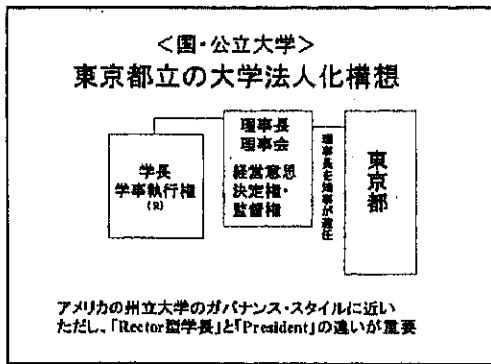 ＜国・公立大学＞
東京都立の大学法人化構想
学長
学事執行権
(R)
理事長
理事会
経営意思
決定権・
監督権
理事長を知事が選任
東京都
アメリカの州立大学のガバナンス・スタイルに近い
ただし、「Rector型学長」と「President」の違いが重要